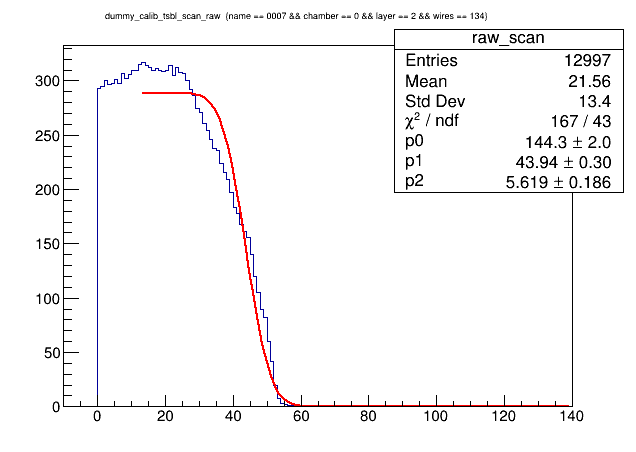 dummy_calib_tsbl_scan_raw (name == 0007 && chamber == 0 && layer == 2 && wires == 134)
raw_scan
Entries 12997
Mean 21.56
Std Dev 13.4
χ² / ndf 167 / 43
p0 144.3 ± 2.0
p1 43.94 ± 0.30
p2 5.619 ± 0.186
300
250
200
150
100
50
0
0 20 40 60 80 100 120 140